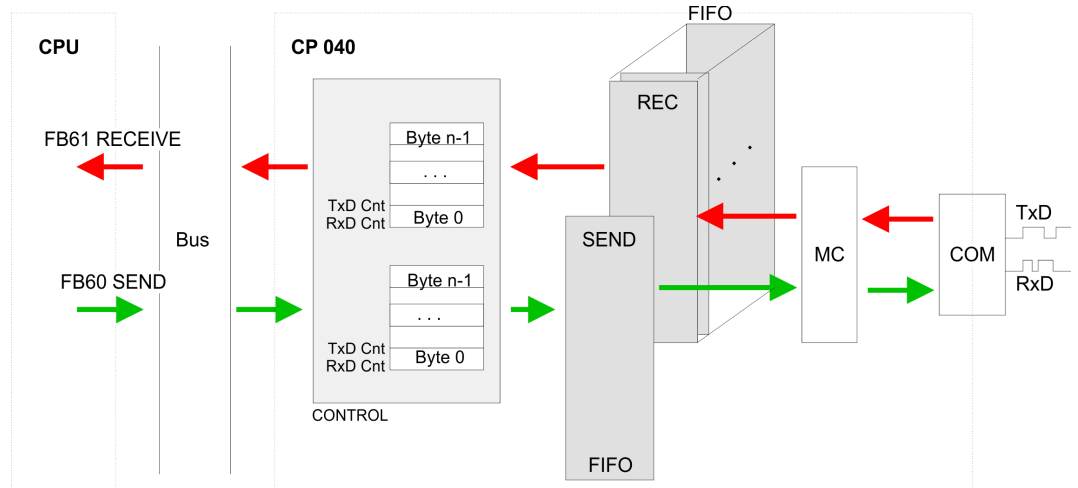 FIFO
CPU
CP 040
REC
FB61 RECEIVE
Byte n-1
. . .
TxD Cnt
RxD Cnt
Byte 0
Bus
SEND
MC
COM
TxD
RxD
FB60 SEND
Byte n-1
. . .
TxD Cnt
RxD Cnt
Byte 0
CONTROL
FIFO